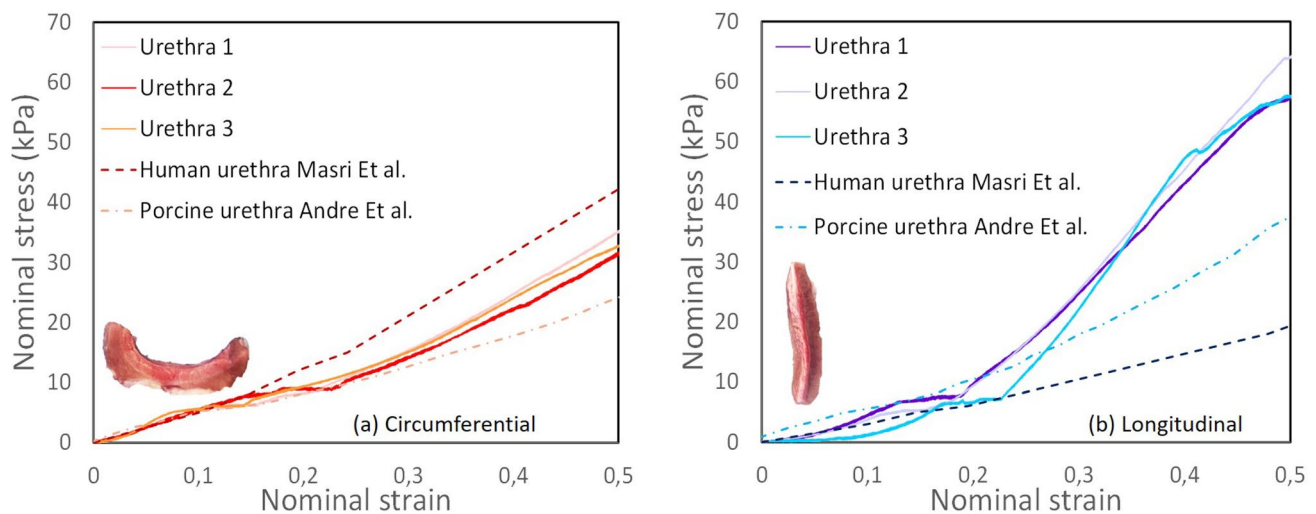 70
60
50
40
30
20
10
0
Nominal stress (kPa)
Urethra 1
Urethra 2
Urethra 3
Human urethra Masri Et al.
Porcine urethra Andre Et al.
(a) Circumferential
0 0,1 0,2 0,3 0,4 0,5
Nominal strain
70
60
50
40
30
20
10
0
Nominal stress (kPa)
Urethra 1
Urethra 2
Urethra 3
Human urethra Masri Et al.
Porcine urethra Andre Et al.
(b) Longitudinal
0 0,1 0,2 0,3 0,4 0,5
Nominal strain